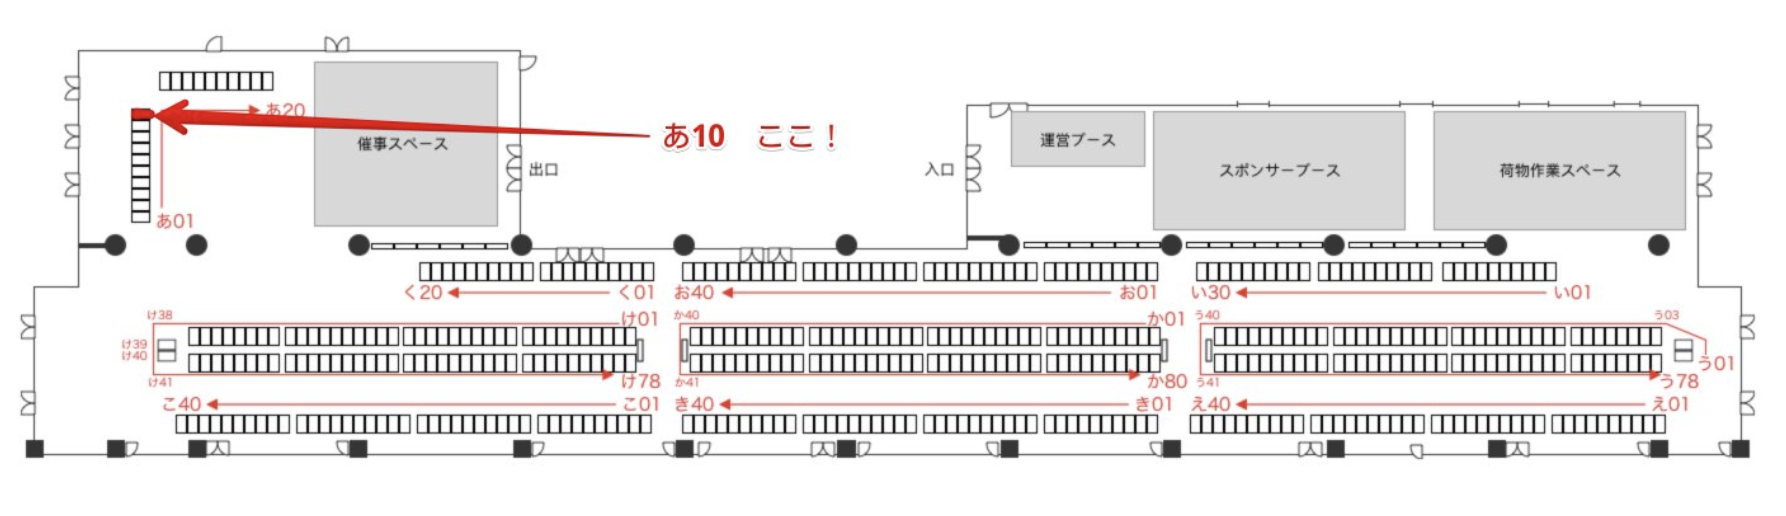 あ20
あ10 ここ！
催事スペース
出口
入口
運営ブース
スポンサーブース
荷物作業スペース
あ01
く20
く01
お40
お01
い30
い01
け38
け01
か40
か01
う40
う03
け39
け40
う01
け41
け78
か41
か80
う41
う78
こ40
こ01
き40
き01
え40
え01